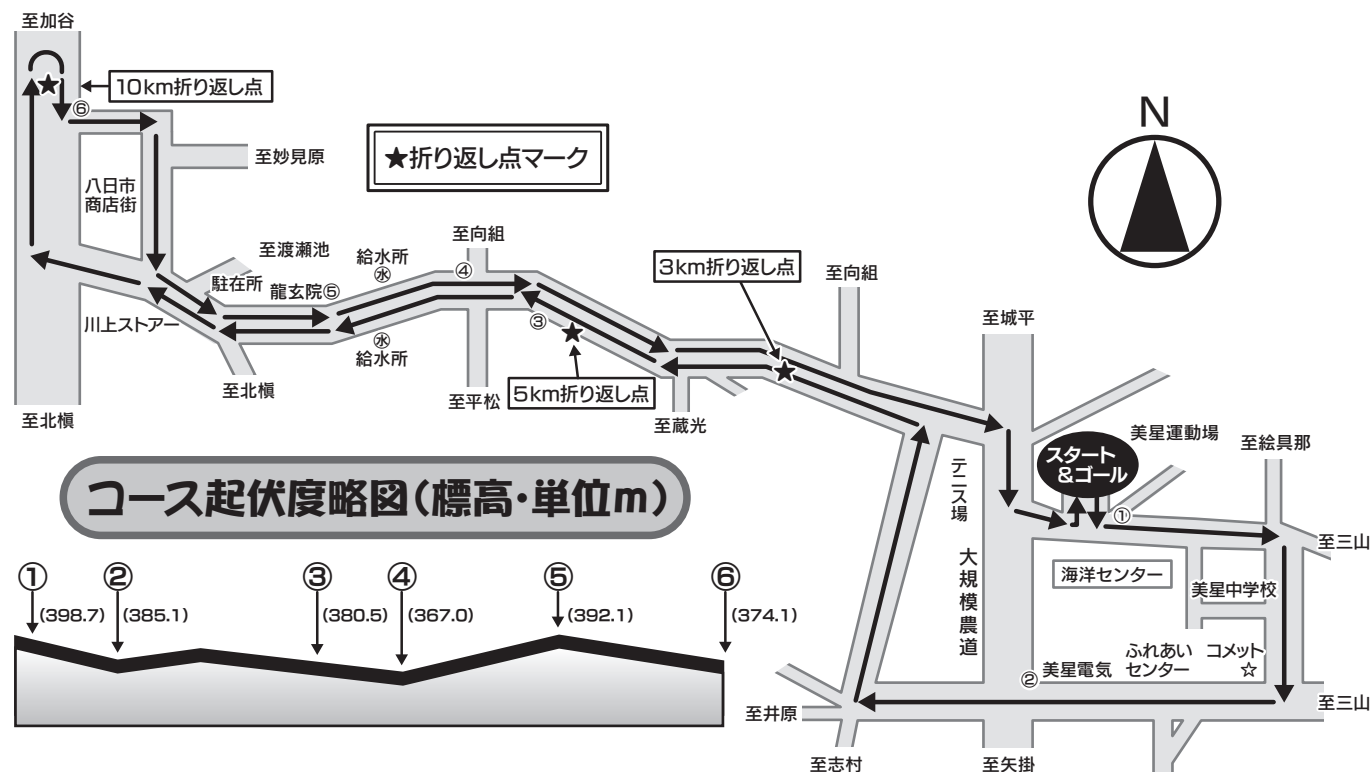 至加谷
10km折り返し点
⑥
至妙見原
★折り返し点マーク
N
八日市
商店街
至渡瀬池
駐在所
龍玄院⑤
給水所
㊌
至向組
④
3km折り返し点
至向組
至城平
川上ストアー
㊌
給水所
③
至北槇
至北槇
至平松
5km折り返し点
至蔵光
スタート
&ゴール
美星運動場
至絵具那
テニス場
①
至三山
大規模農道
海洋センター
美星中学校
ふれあい
センター
コメット
☆
②
美星電気
至三山
至井原
至志村
至矢掛
コース起伏度略図(標高・単位m)
① ② ③ ④ ⑤ ⑥
(398.7) (385.1) (380.5) (367.0) (392.1) (374.1)